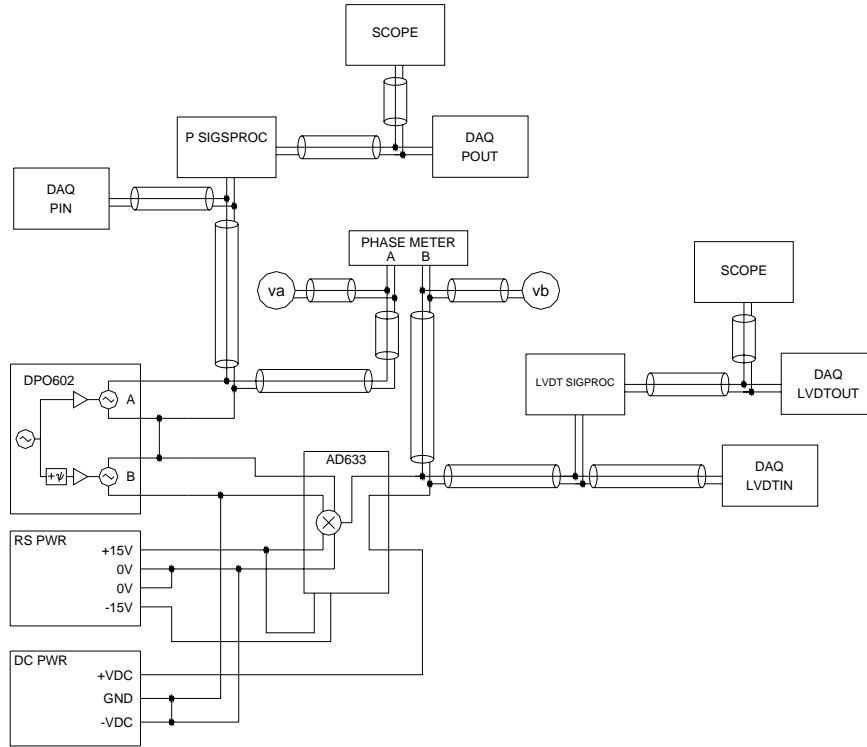 SCOPE
P SIGSPROC
DAQ
POUT
DAQ
PIN
PHASE METER
A B
va
vb
SCOPE
DPO602
A
B
+ψ
LVDT SIGPROC
DAQ
LVDTOUT
AD633
DAQ
LVDTIN
RS PWR
+15V
0V
0V
-15V
DC PWR
+VDC
GND
-VDC